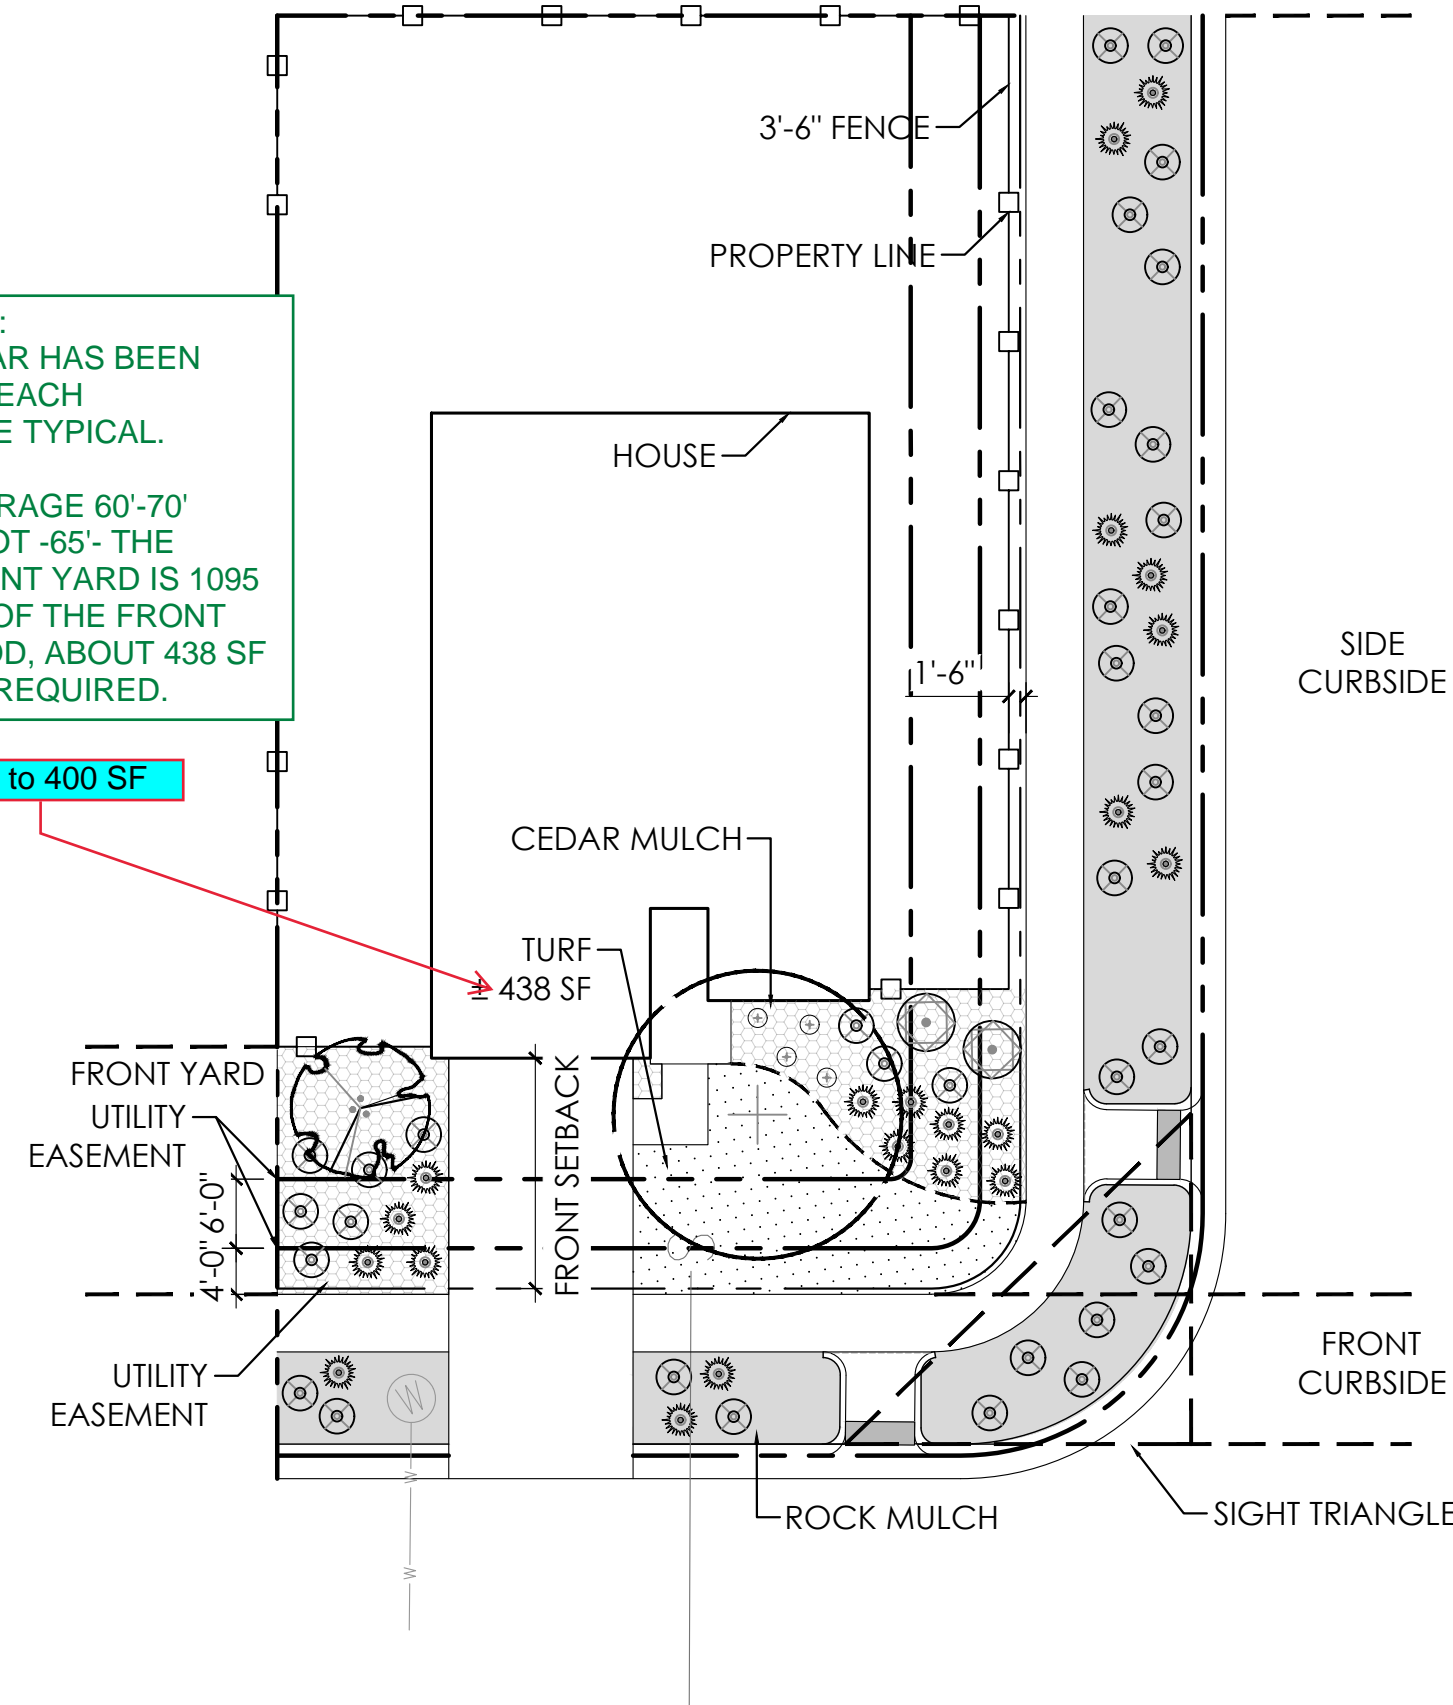 3'-6" FENCE
PROPERTY LINE
:
AR HAS BEEN
EACH
E TYPICAL.
RAGE 60'-70'
OT -65'- THE
NT YARD IS 1095
OF THE FRONT
OD, ABOUT 438 SF
REQUIRED.
HOUSE
SIDE
CURBSIDE
1'-6"
to 400 SF
CEDAR MULCH
TURF
± 438 SF
FRONT YARD
UTILITY
EASEMENT
FRONT SETBACK
6'-0"
4'-0"
UTILITY
EASEMENT
FRONT
CURBSIDE
W
W
W
ROCK MULCH
SIGHT TRIANGLE